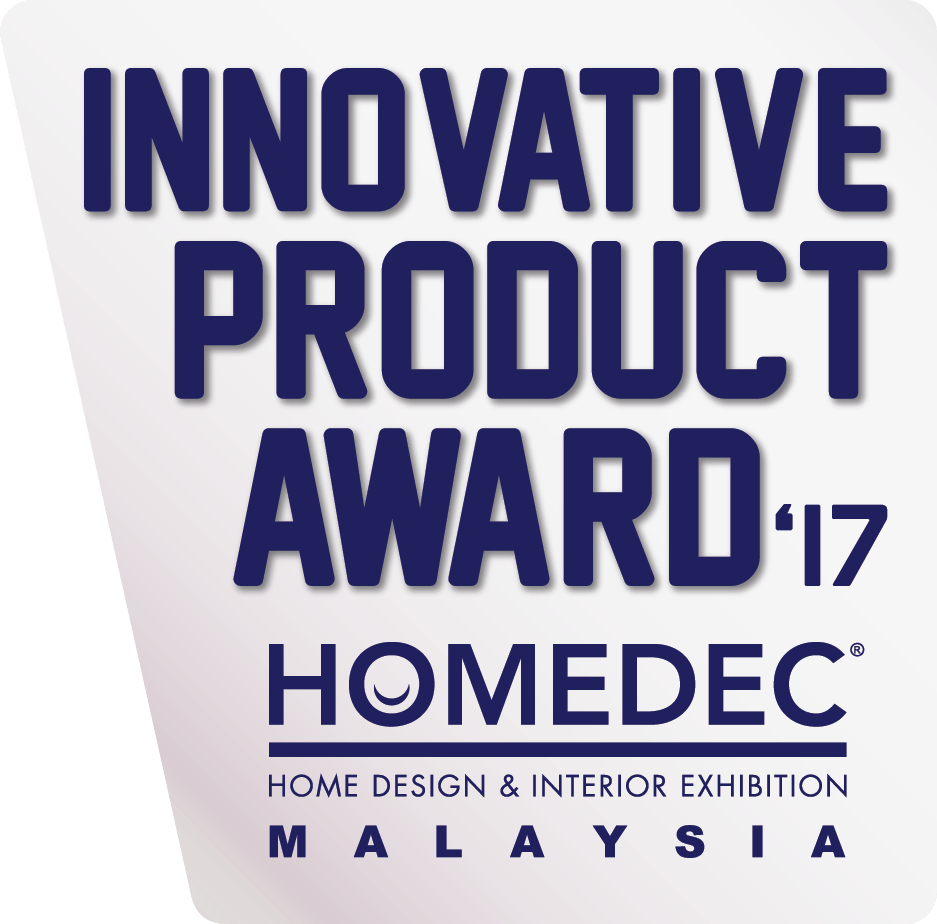 INNOVATIVE
PRODUCT
AWARD ‘17
HOMEDEC®
HOME DESIGN & INTERIOR EXHIBITION
MALAYSIA